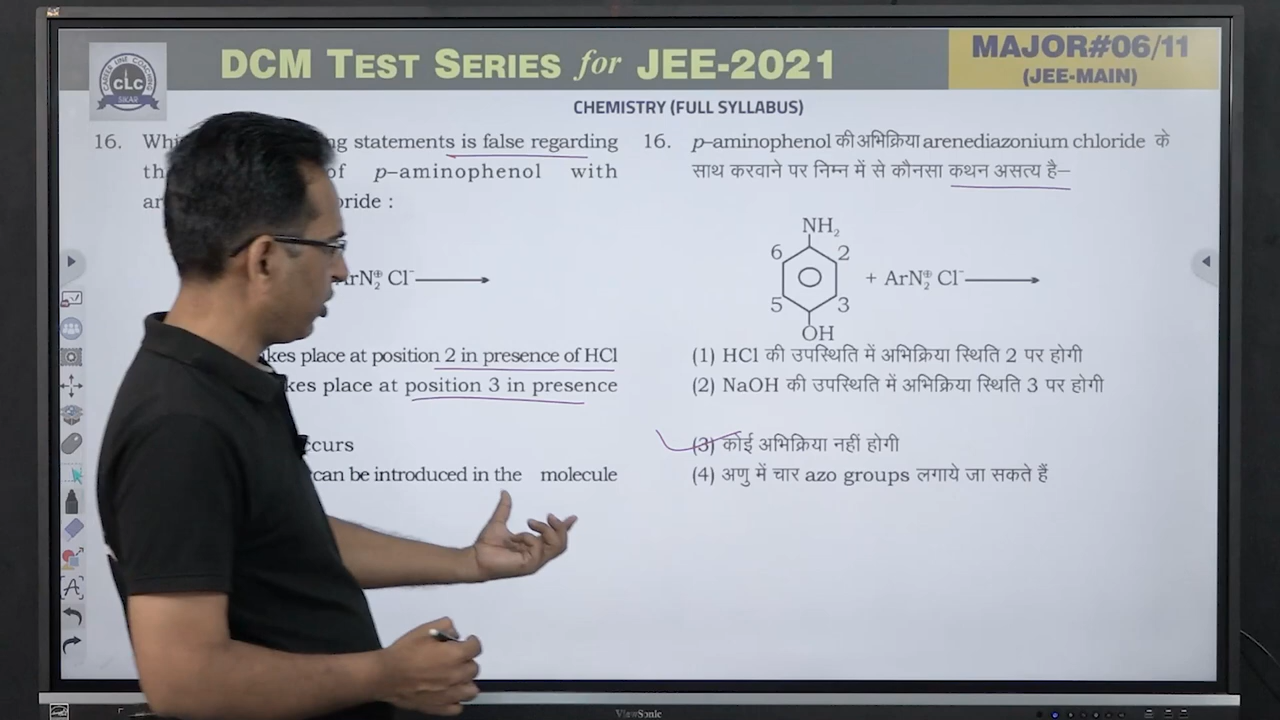 CLC
SIKAR
DCM TEST SERIES for JEE-2021
MAJOR#06/11
(JEE-MAIN)
CHEMISTRY (FULL SYLLABUS)
16. statements is false regarding
of p–aminophenol with
:
ArN₂⊕ Cl⁻
place at position 2 in presence of HCl
place at position 3 in presence
can be introduced in the molecule
16. p–aminophenol की अभिक्रिया arenediazonium chloride के
साथ करवाने पर निम्न में से कौनसा कथन असत्य है–
NH₂
6 2
+ ArN₂⊕ Cl⁻
5 3
OH
(1) HCl की उपस्थिति में अभिक्रिया स्थिति 2 पर होगी
(2) NaOH की उपस्थिति में अभिक्रिया स्थिति 3 पर होगी
(3) कोई अभिक्रिया नहीं होगी
(4) अणु में चार azo groups लगाये जा सकते हैं
ViewSonic